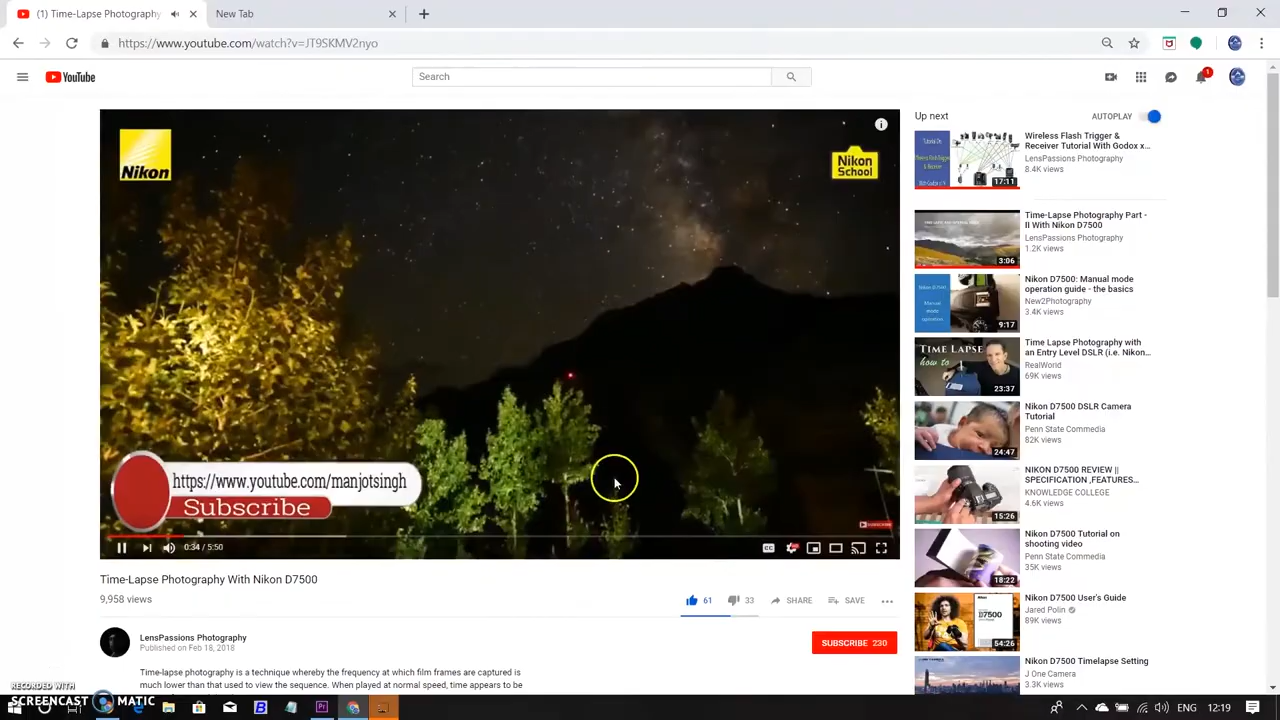 (1) Time-Lapse Photography
New Tab
https://www.youtube.com/watch?v=JT9SKMV2nyo
YouTube
Search
1
Nikon
Nikon
School
https://www.youtube.com/manjotsingh
Subscribe
SUBSCRIBE
0:34 / 5:50
CC
Time-Lapse Photography With Nikon D7500
9,958 views
61
33
SHARE
SAVE
LensPassions Photography
Published on Feb 18, 2018
SUBSCRIBE 230
Time-lapse photography is a technique whereby the frequency at which film frames are captured is
much lower than that used to view the sequence. When played at normal speed, time appears to be
Up next
AUTOPLAY
17:11
Wireless Flash Trigger &
Receiver Tutorial With Godox x...
LensPassions Photography
8.4K views
3:06
Time-Lapse Photography Part -
II With Nikon D7500
LensPassions Photography
1.2K views
Nikon D7500
Manual
mode
operation
9:17
Nikon D7500: Manual mode
operation guide - the basics
New2Photography
3.4K views
TIME LAPSE
how to
23:37
Time Lapse Photography with
an Entry Level DSLR (i.e. Nikon...
RealWorld
69K views
24:47
Nikon D7500 DSLR Camera
Tutorial
Penn State Commedia
82K views
15:26
NIKON D7500 REVIEW ||
SPECIFICATION ,FEATURES...
KNOWLEDGE COLLEGE
4.6K views
18:22
Nikon D7500 Tutorial on
shooting video
Penn State Commedia
35K views
D7500
54:26
Nikon D7500 User's Guide
Jared Polin
89K views
Nikon D7500 Timelapse Setting
J One Camera
3.3K views
RECORDED WITH
SCREENCAST MATIC
ENG
12:19